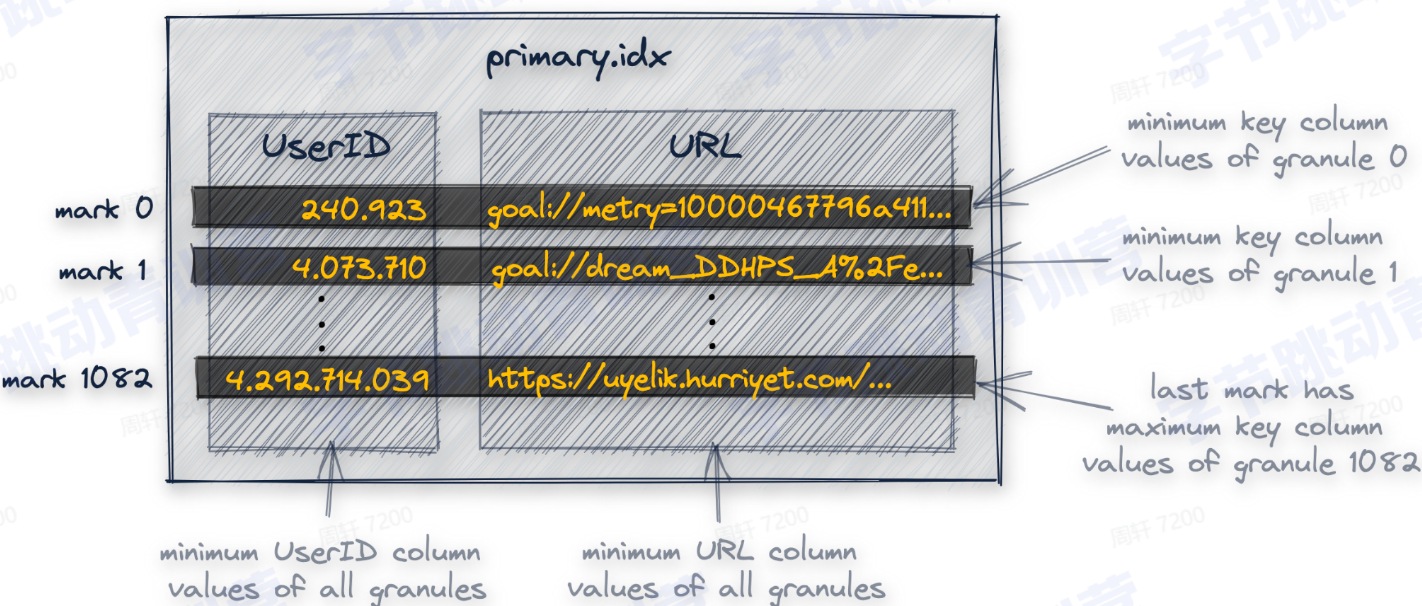 primary.idx
UserID
URL
mark 0
240.923
goal://metry=10000467796a411...
mark 1
4.073.710
goal://dream_DDHPS_A%2Fe...
mark 1082
4.292.714.039
https://uyelik.hurriyet.com/...
minimum key column
values of granule 0
minimum key column
values of granule 1
last mark has
maximum key column
values of granule 1082
minimum UserID column
values of all granules
minimum URL column
values of all granules
字节跳动青训营
周轩 7200